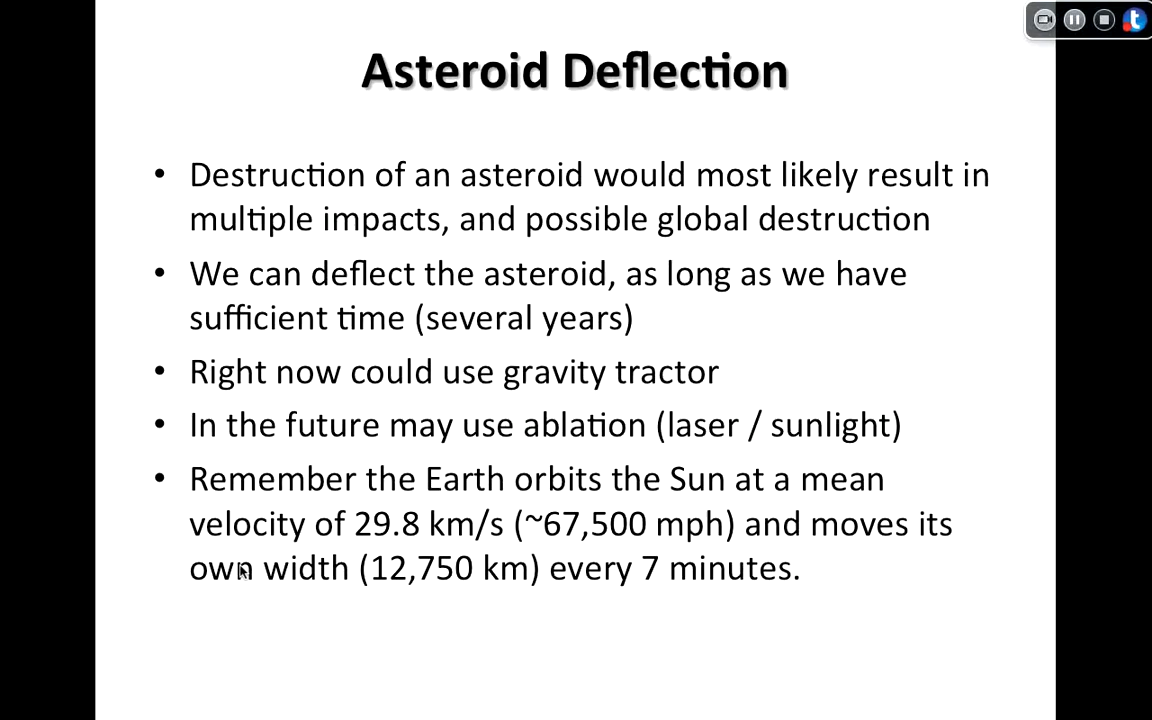 Asteroid Deflection
• Destruction of an asteroid would most likely result in
multiple impacts, and possible global destruction
• We can deflect the asteroid, as long as we have
sufficient time (several years)
• Right now could use gravity tractor
• In the future may use ablation (laser / sunlight)
• Remember the Earth orbits the Sun at a mean
velocity of 29.8 km/s (~67,500 mph) and moves its
own width (12,750 km) every 7 minutes.
t